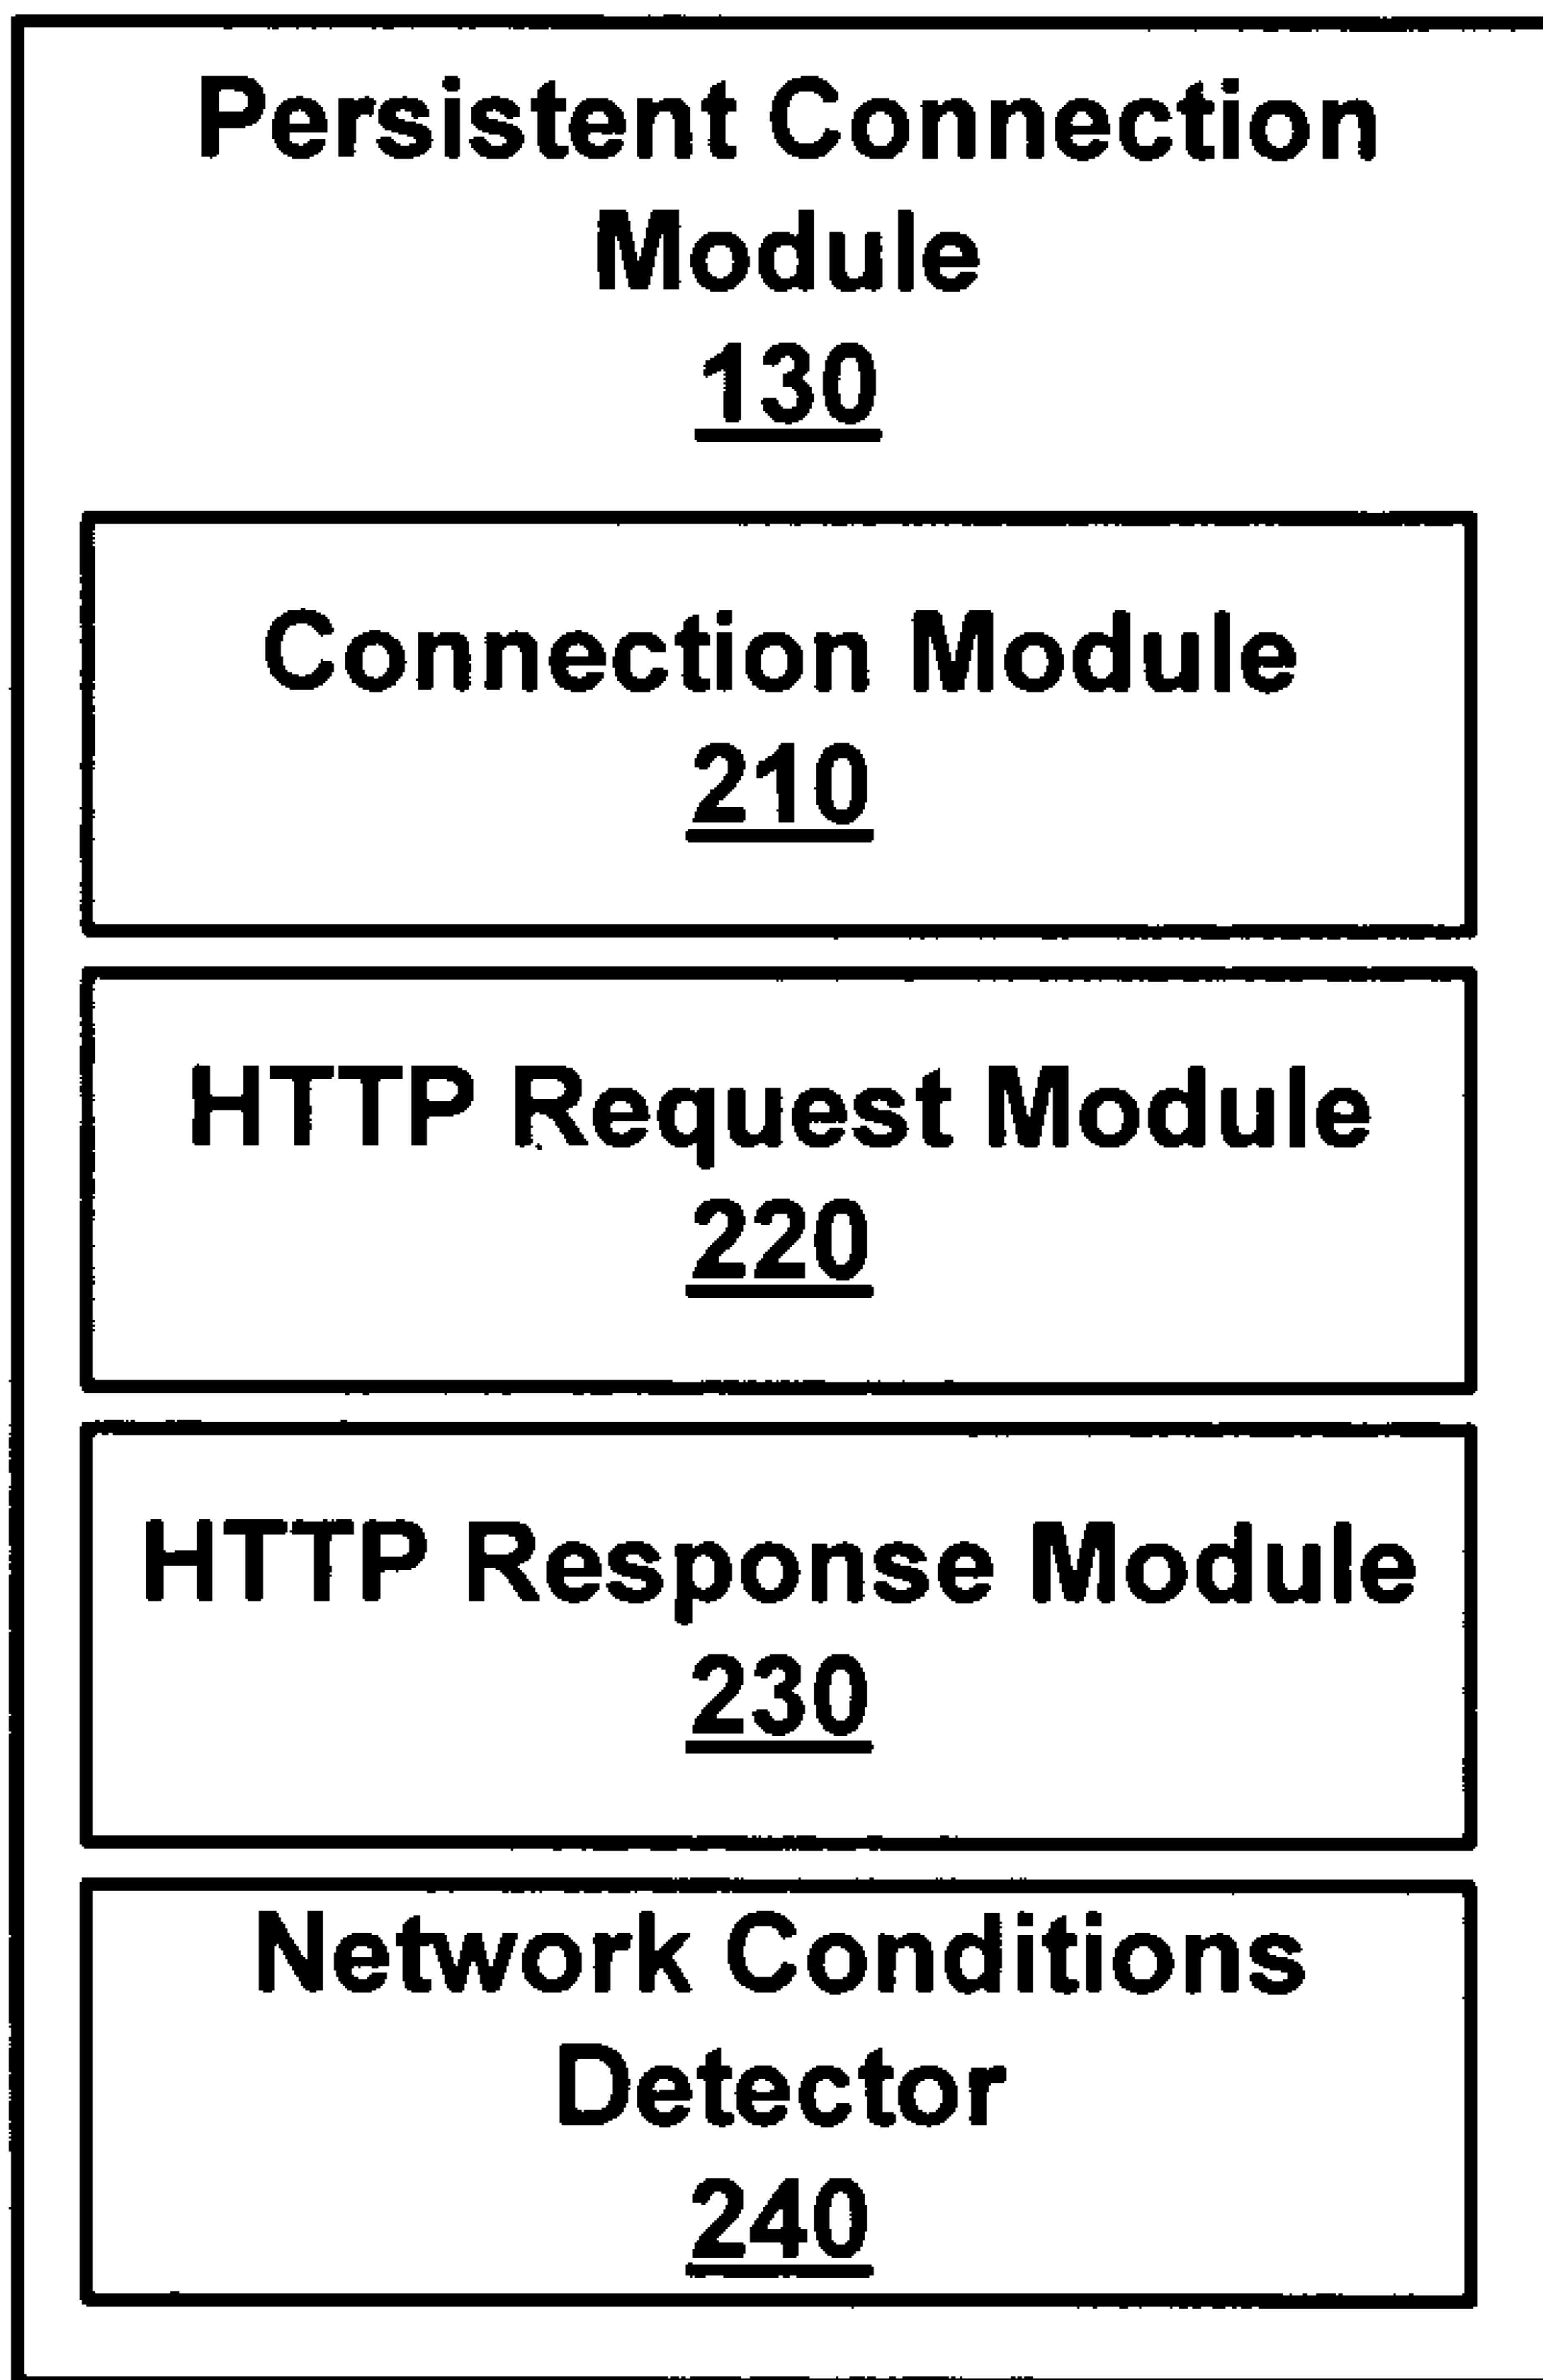 Persistent Connection
Module
130
Connection Module
210
HTTP Request Module
220
HTTP Response Module
230
Network Conditions
Detector
240